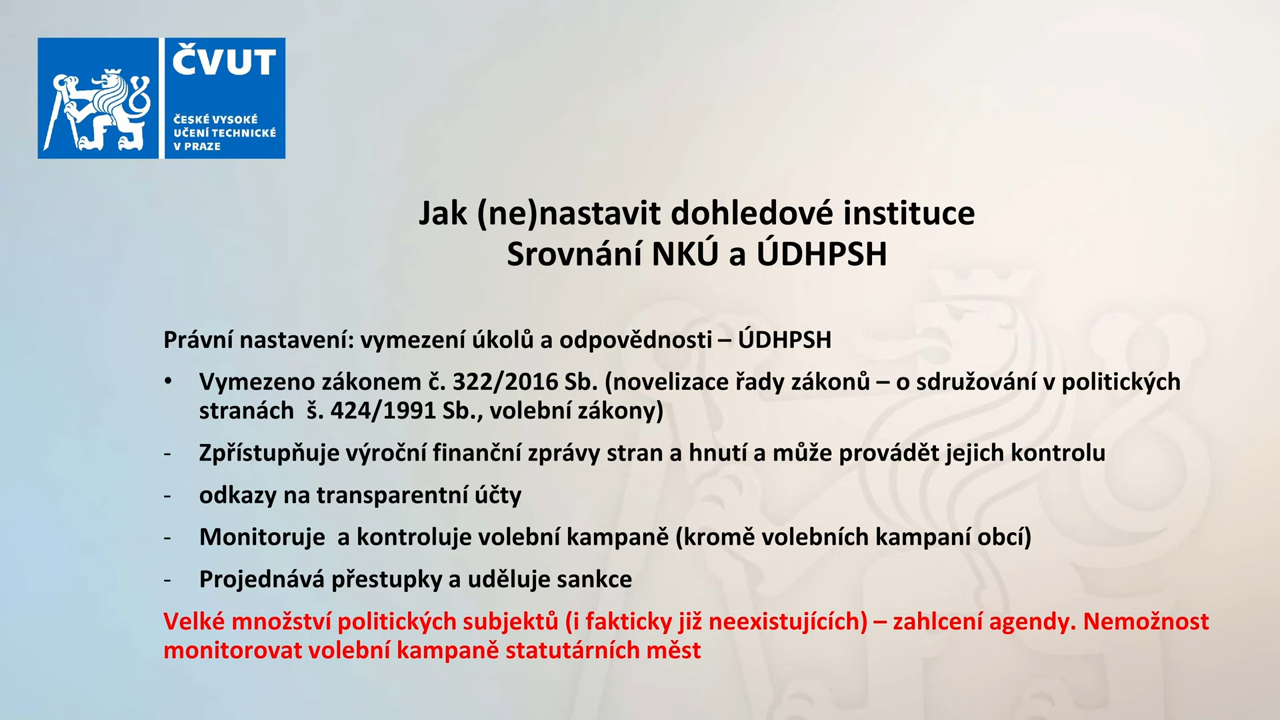 ČVUT
ČESKÉ VYSOKÉ
UČENÍ TECHNICKÉ
V PRAZE
Jak (ne)nastavit dohledové instituce
Srovnání NKÚ a ÚDHPSH
Právní nastavení: vymezení úkolů a odpovědnosti – ÚDHPSH
• Vymezeno zákonem č. 322/2016 Sb. (novelizace řady zákonů – o sdružování v politických
stranách  š. 424/1991 Sb., volební zákony)
- Zpřístupňuje výroční finanční zprávy stran a hnutí a může provádět jejich kontrolu
- odkazy na transparentní účty
- Monitoruje  a kontroluje volební kampaně (kromě volebních kampaní obcí)
- Projednává přestupky a uděluje sankce
Velké množství politických subjektů (i fakticky již neexistujících) – zahlcení agendy. Nemožnost
monitorovat volební kampaně statutárních měst